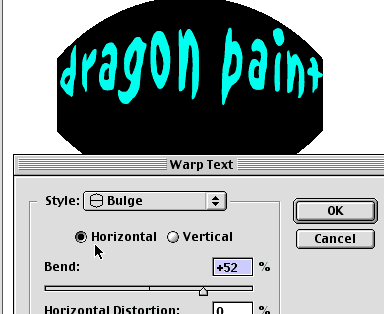 dragon paint
Warp Text
Style: Bulge
OK
Horizontal Vertical
Cancel
Bend: +52 %
Horizontal Distortion: 0 %